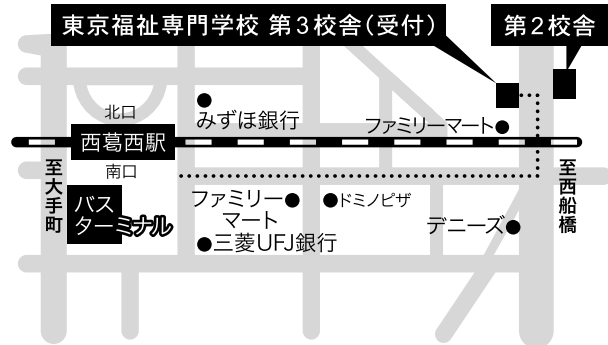 東京福祉専門学校 第3校舎(受付)
第2校舎
北口
みずほ銀行
ファミリーマート
西葛西駅
南口
至大手町
至西船橋
バス
ターミナル
ファミリー
マート
ドミノピザ
デニーズ
三菱UFJ銀行